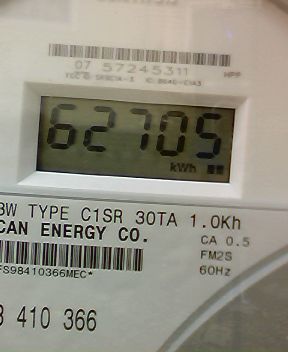 07 57245311
62705
kWh
3W TYPE C1SR 30TA 1.0Kh
CAN ENERGY CO. CA 0.5
FM2S
FS98410366MEC*
60Hz
410 366